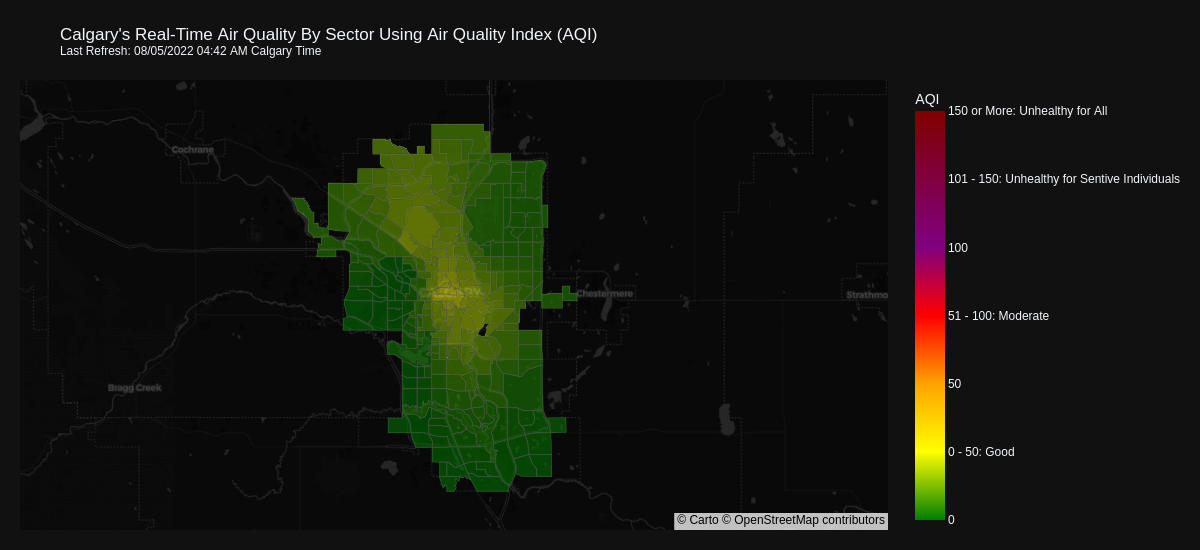 Calgary's Real-Time Air Quality By Sector Using Air Quality Index (AQI)
Last Refresh: 08/05/2022 04:42 AM Calgary Time
AQI
150 or More: Unhealthy for All
Cochrane
101 - 150: Unhealthy for Sentive Individuals
100
Chestermere
Strathmo
51 - 100: Moderate
50
Bragg Creek
0 - 50: Good
0
© Carto © OpenStreetMap contributors